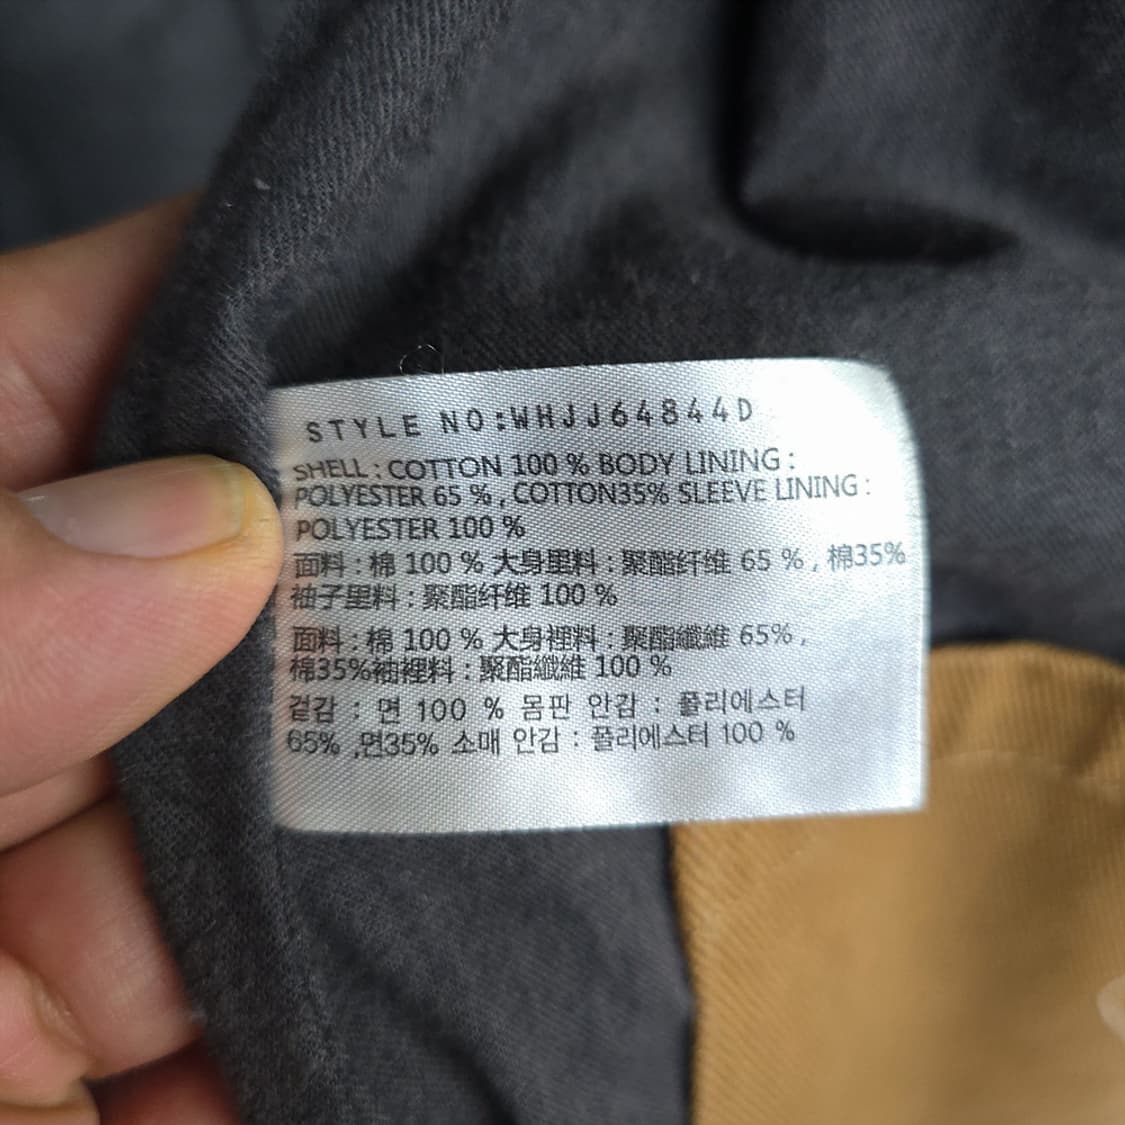 STYLE NO:WHJJ64844D
SHELL : COTTON 100 % BODY LINING :
POLYESTER 65 % , COTTON35% SLEEVE LINING :
POLYESTER 100 %
面料 : 棉 100 % 大身里料 : 聚酯纤维 65 % , 棉35%
袖子里料 : 聚酯纤维 100 %
面料 : 棉 100 % 大身裡料 : 聚酯纖維 65% ,
棉35%袖裡料 : 聚酯纖維 100 %
겉감 : 면 100 % 몸판 안감 : 폴리에스터
65% ,면35% 소매 안감 : 폴리에스터 100 %